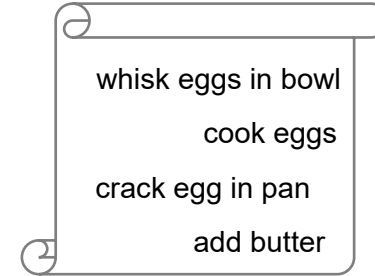 whisk eggs in bowl
cook eggs
crack egg in pan
add butter